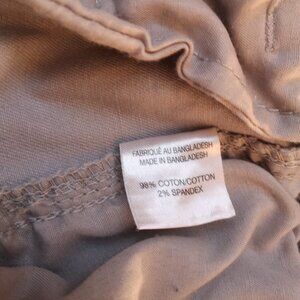 FABRIQUÉ AU BANGLADESH
MADE IN BANGLADESH
98% COTON/COTTON
2% SPANDEX